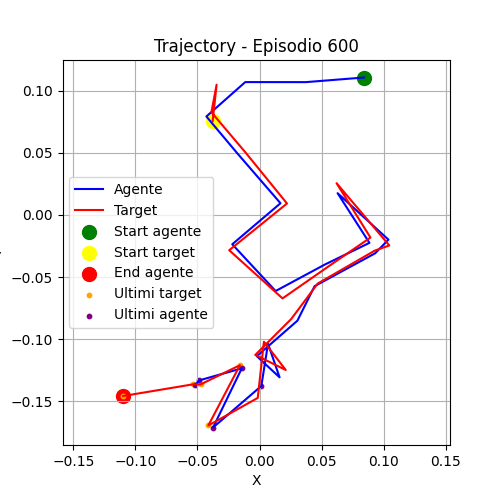 Trajectory - Episodio 600
0.10
0.05
0.00
−0.05
−0.10
−0.15
Agente
Target
Start agente
Start target
End agente
Ultimi target
Ultimi agente
−0.15 −0.10 −0.05 0.00 0.05 0.10 0.15
X